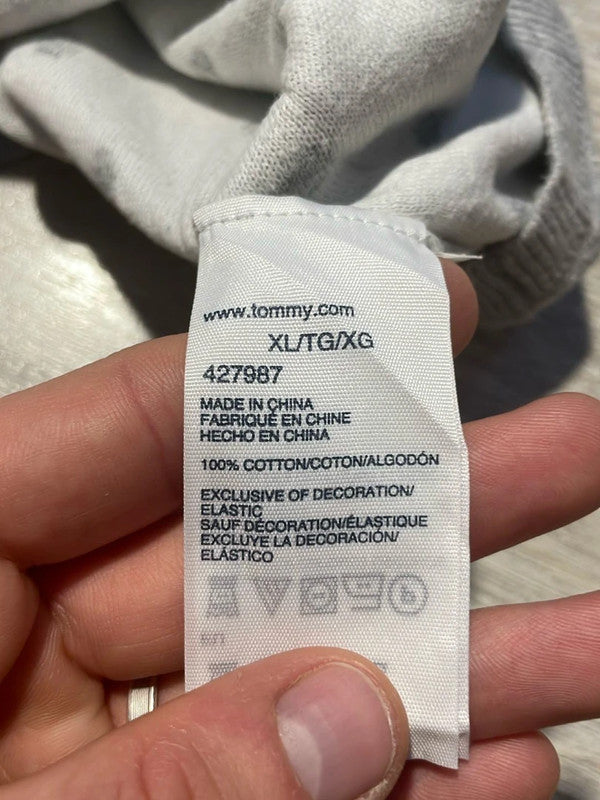 www.tommy.com
XL/TG/XG
427987
MADE IN CHINA
FABRIQUÉ EN CHINE
HECHO EN CHINA
100% COTTON/COTON/ALGODÓN
EXCLUSIVE OF DECORATION/
ELASTIC
SAUF DÉCORATION/ÉLASTIQUE
EXCLUYE LA DECORACIÓN/
ELÁSTICO